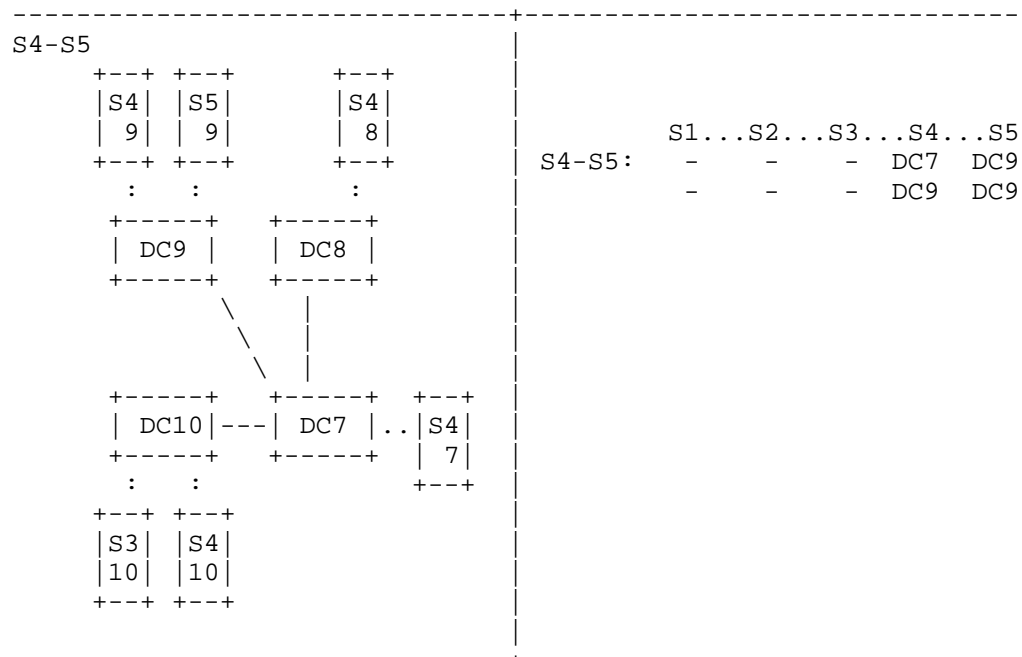 S4-S5
S4 S5 S4
9 9 8
S1...S2...S3...S4...S5
S4-S5: - - - DC7 DC9
- - - DC9 DC9
DC9 DC8
DC10 --- DC7 .. S4
7
S3 S4
10 10